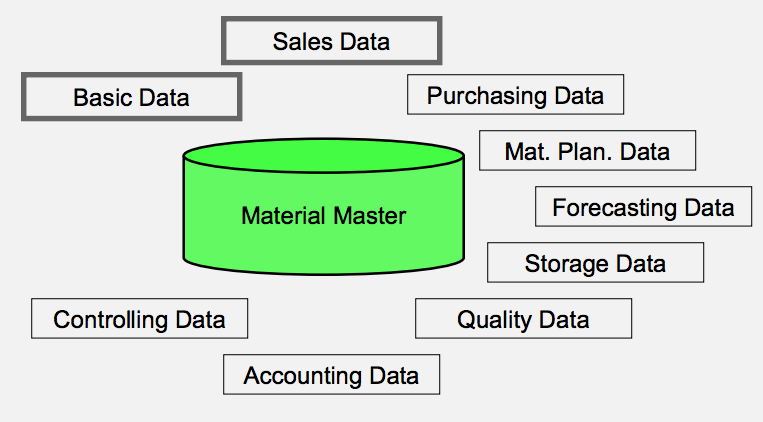 Sales Data
Basic Data
Purchasing Data
Mat. Plan. Data
Material Master
Forecasting Data
Storage Data
Controlling Data
Quality Data
Accounting Data